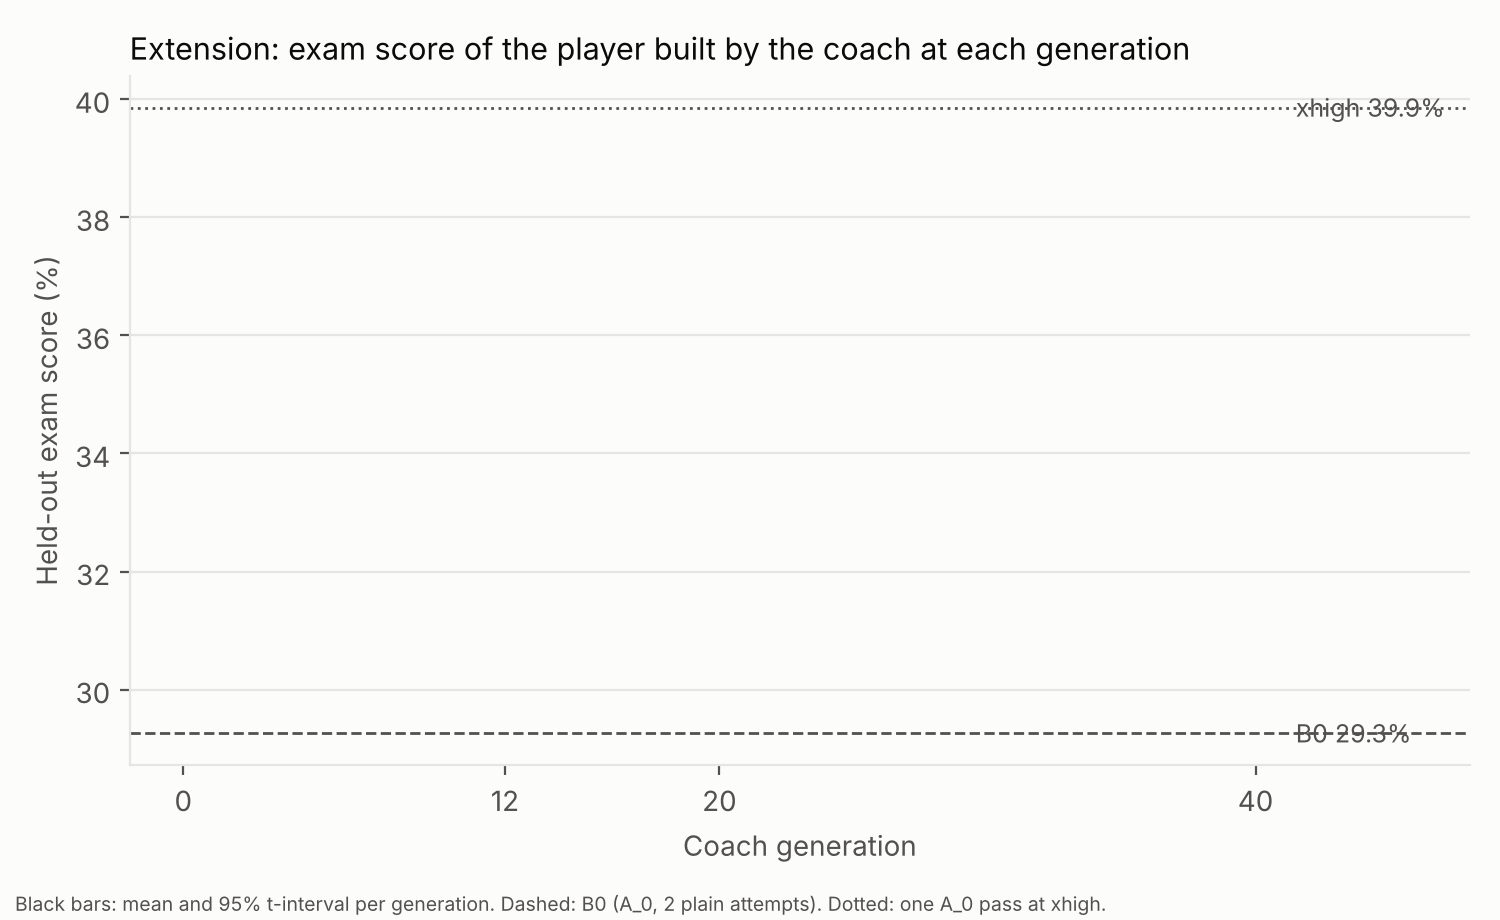 Extension: exam score of the player built by the coach at each generation
40
xhigh 39.9%
38
36
34
32
30
B0 29.3%
Held-out exam score (%)
0 12 20 40
Coach generation
Black bars: mean and 95% t-interval per generation. Dashed: B0 (A_0, 2 plain attempts). Dotted: one A_0 pass at xhigh.